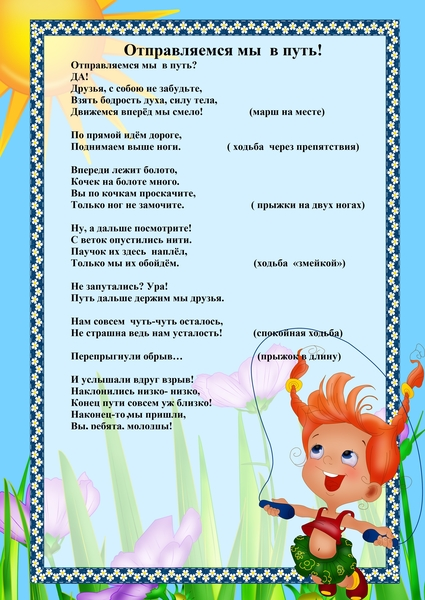 Отправляемся мы в путь!
Отправляемся мы в путь?
ДА!
Друзья, с собою не забудьте,
Взять бодрость духа, силу тела,
Движемся вперёд мы смело! (марш на месте)
По прямой идём дороге,
Поднимаем выше ноги. ( ходьба через препятствия)
Впереди лежит болото,
Кочек на болоте много.
Вы по кочкам проскачите,
Только ног не замочите. ( прыжки на двух ногах)
Ну, а дальше посмотрите!
С веток опустились нити.
Паучок их здесь наплёл,
Только мы их обойдём. (ходьба «змейкой»)
Не запутались? Ура!
Путь дальше держим мы друзья.
Нам совсем чуть-чуть осталось,
Не страшна ведь нам усталость! (спокойная ходьба)
Перепрыгнули обрыв… (прыжок в длину)
И услышали вдруг взрыв!
Наклонились низко- низко,
Конец пути совсем уж близко!
Наконец-то мы пришли,
Вы, ребята, молодцы!